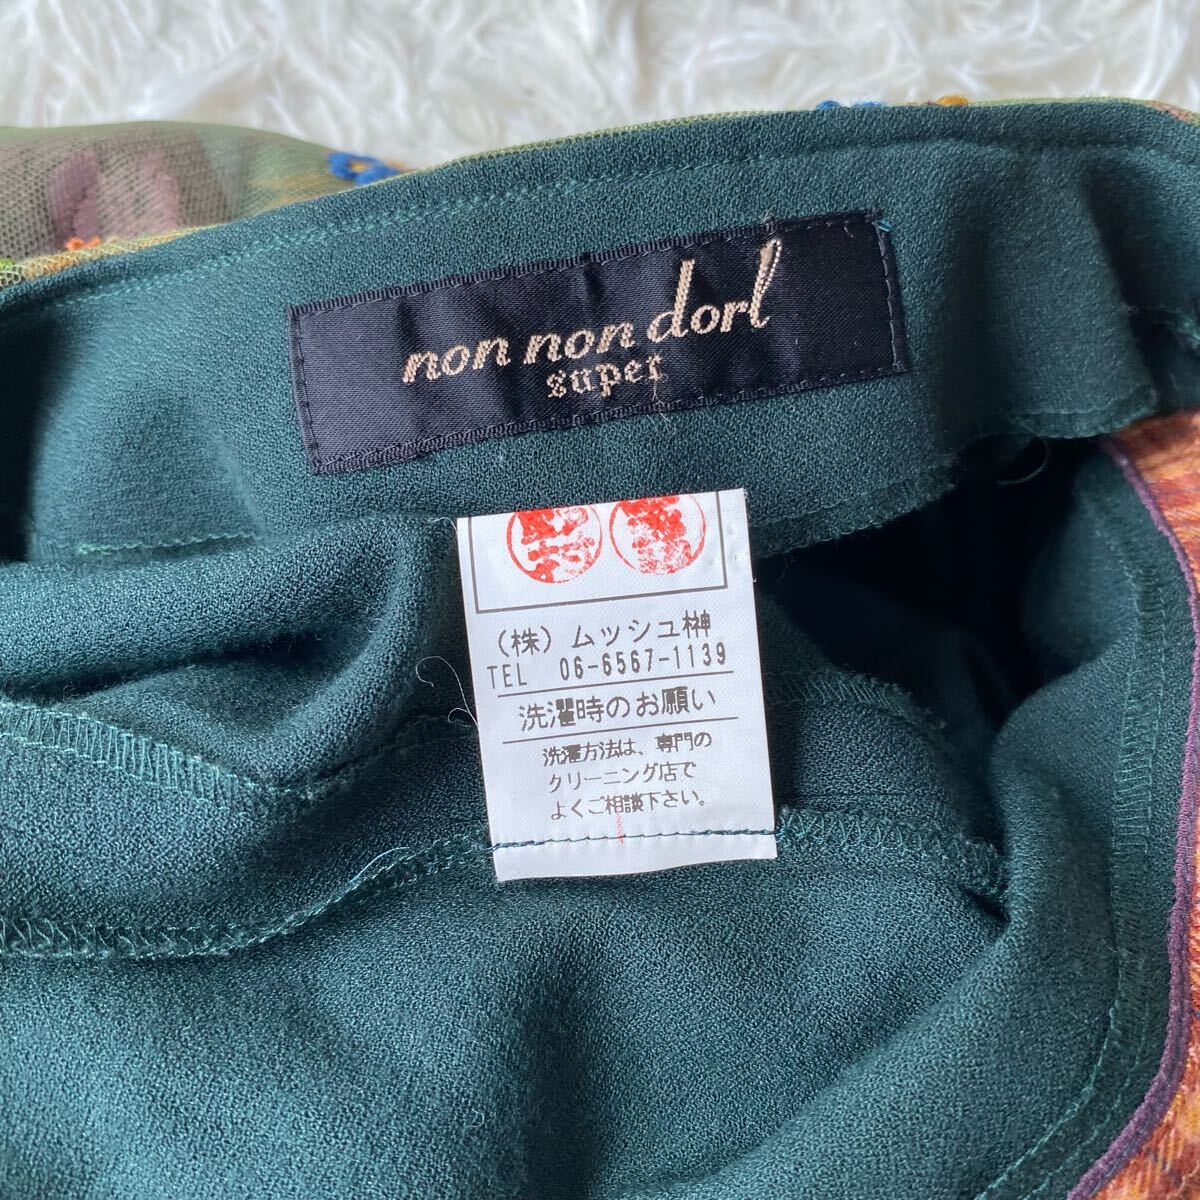 non non dorl
super
(株)ムッシュ榊
TEL 06-6567-1139
洗濯時のお願い
洗濯方法は、専門の
クリーニング店で
よくご相談下さい。